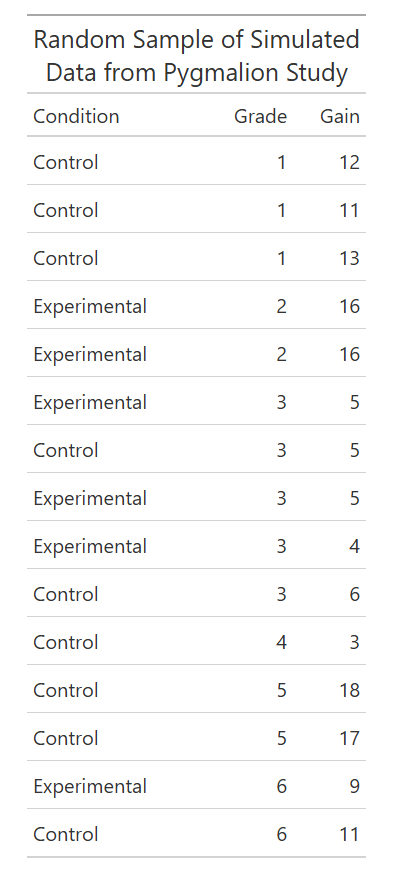 Random Sample of Simulated
Data from Pygmalion Study
Condition Grade Gain
Control 1 12
Control 1 11
Control 1 13
Experimental 2 16
Experimental 2 16
Experimental 3 5
Control 3 5
Experimental 3 5
Experimental 3 4
Control 3 6
Control 4 3
Control 5 18
Control 5 17
Experimental 6 9
Control 6 11